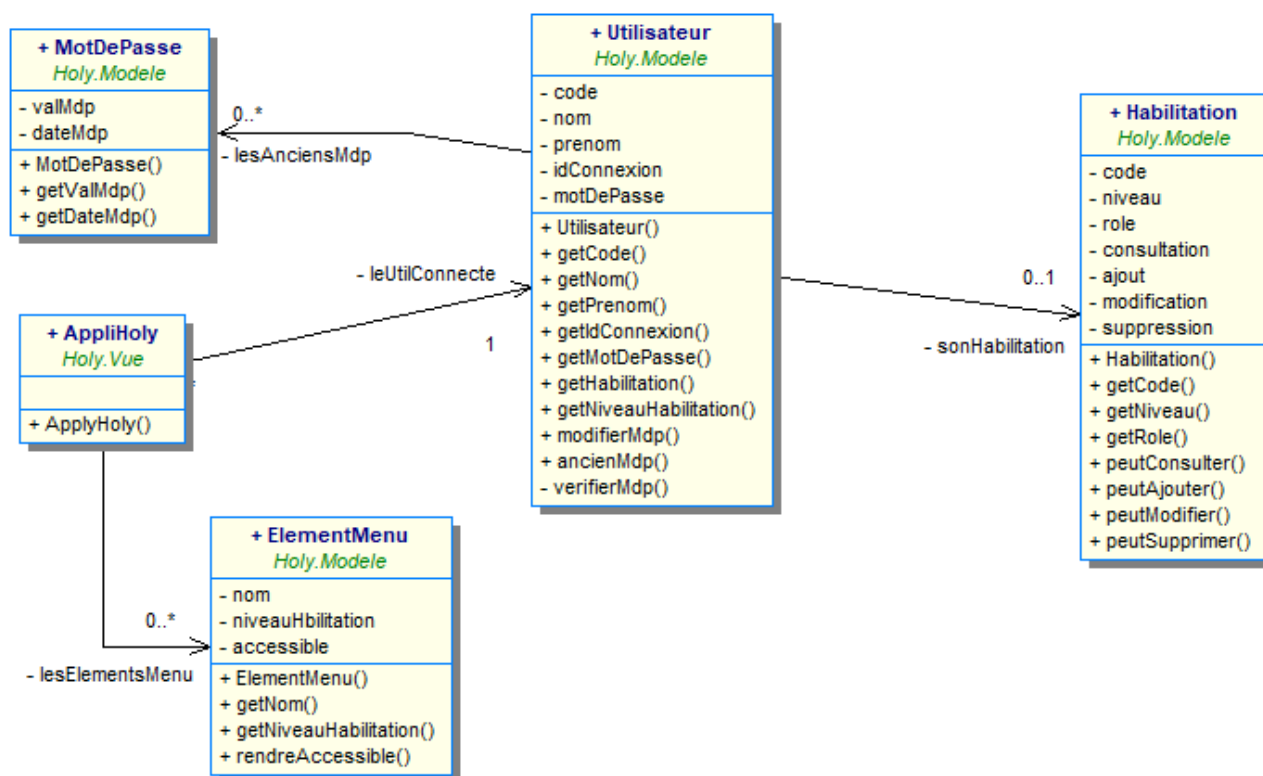 + MotDePasse
Holy.Modele
- valMdp
- dateMdp
+ MotDePasse()
+ getValMdp()
+ getDateMdp()
0..*
- lesAnciensMdp
+ Utilisateur
Holy.Modele
- code
- nom
- prenom
- idConnexion
- motDePasse
+ Utilisateur()
+ getCode()
+ getNom()
+ getPrenom()
+ getIdConnexion()
+ getMotDePasse()
+ getHabilitation()
+ getNiveauHabilitation()
+ modifierMdp()
+ ancienMdp()
- verifierMdp()
0..1
- sonHabilitation
+ Habilitation
Holy.Modele
- code
- niveau
- role
- consultation
- ajout
- modification
- suppression
+ Habilitation()
+ getCode()
+ getNiveau()
+ getRole()
+ peutConsulter()
+ peutAjouter()
+ peutModifier()
+ peutSupprimer()
- leUtilConnecte
1
+ AppliHoly
Holy.Vue
+ ApplyHoly()
0..*
- lesElementsMenu
+ ElementMenu
Holy.Modele
- nom
- niveauHbilitation
- accessible
+ ElementMenu()
+ getNom()
+ getNiveauHabilitation()
+ rendreAccessible()